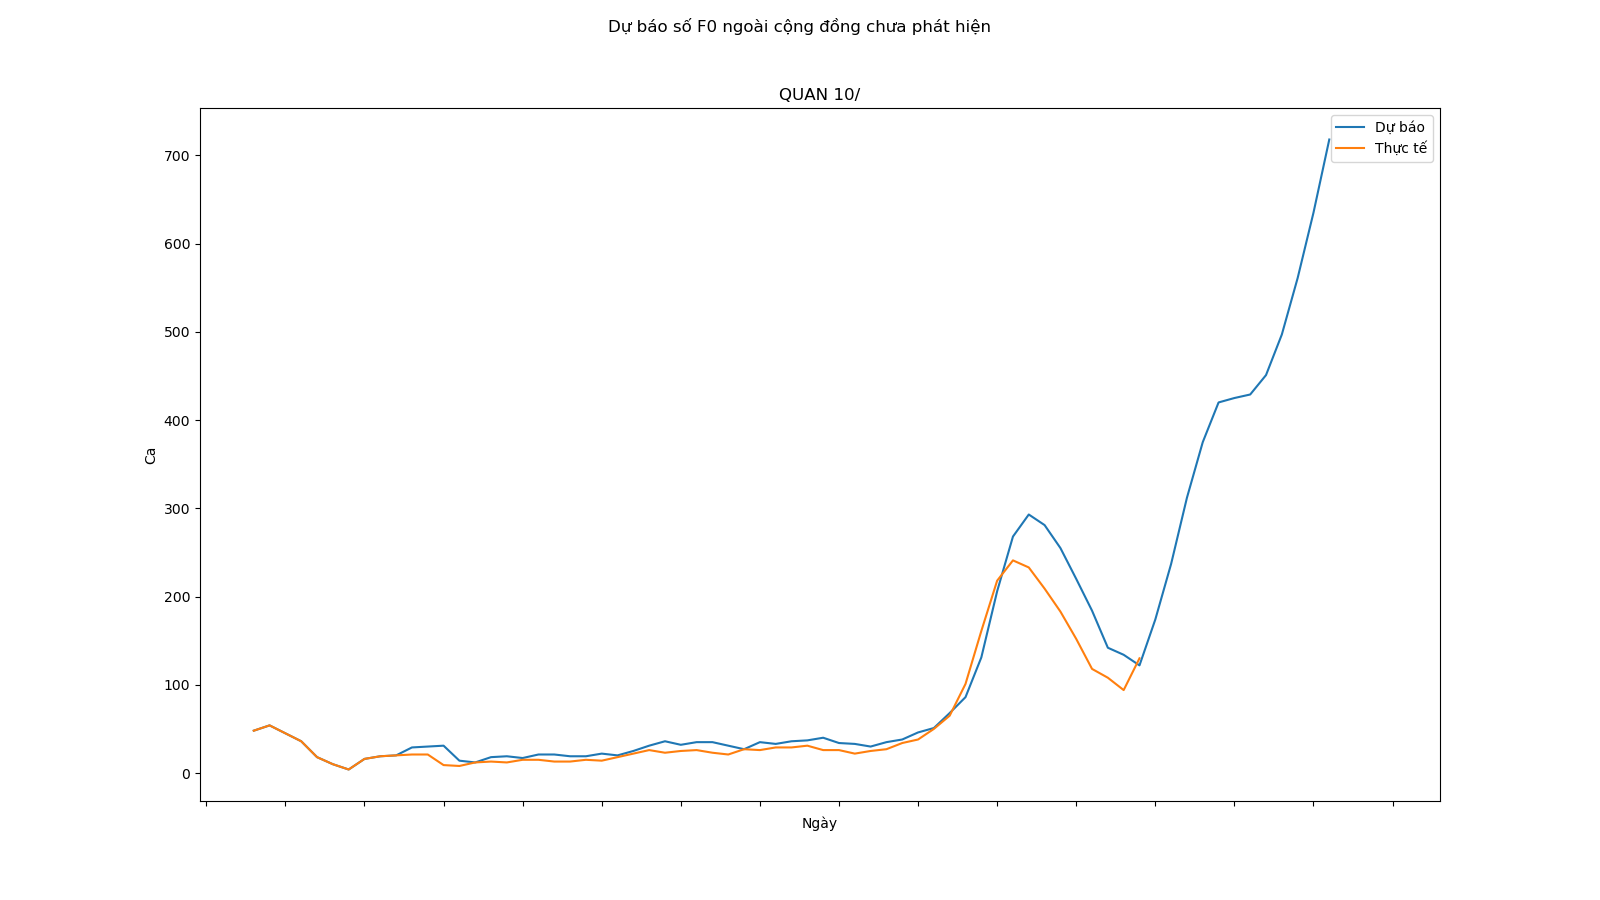 Dự báo số F0 ngoài cộng đồng chưa phát hiện
QUAN 10/
Dự báo
Thực tế
700
600
500
400
300
200
100
0
Ca
Ngày